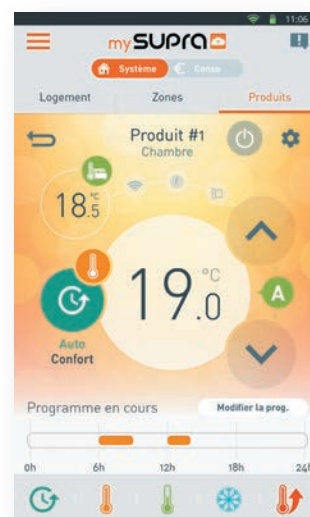 11:06
mySUPRA
Système € Conso
Logement Zones Produits
Produit #1
Chambre
18.5 °C
19.0 °C
A
Auto
Confort
Programme en cours Modifier la prog.
0h 6h 12h 18h 24h